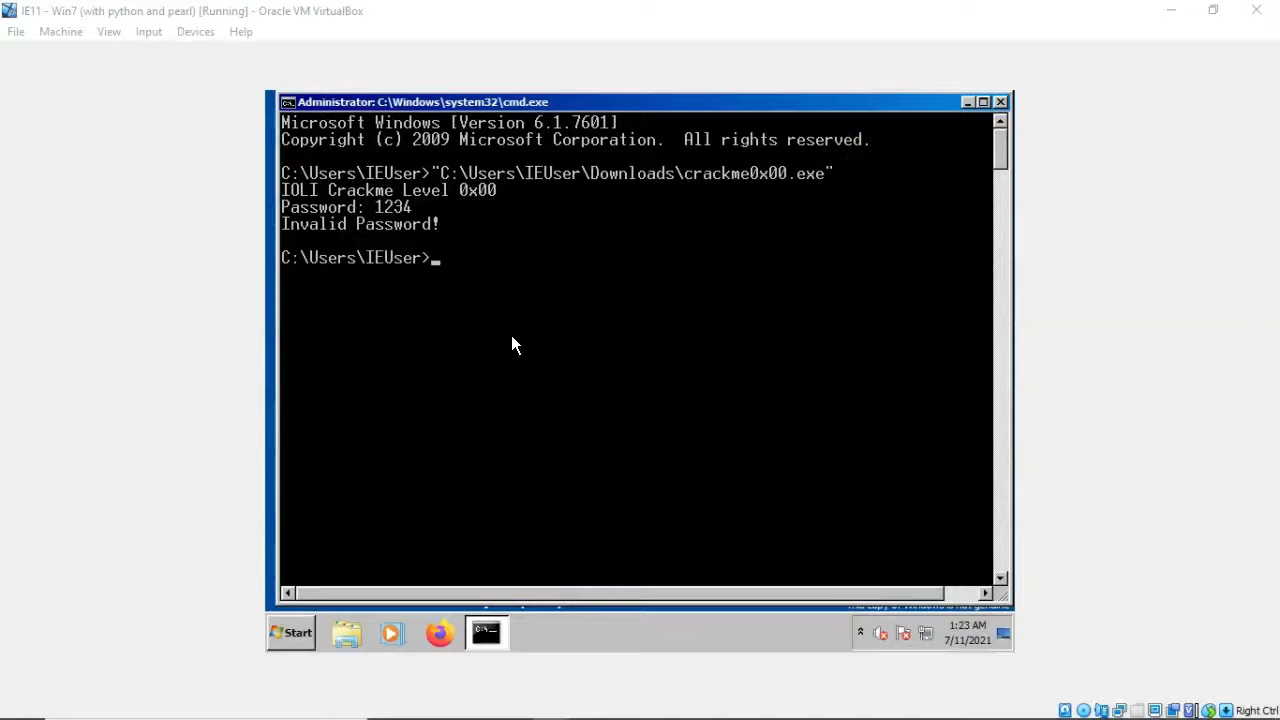 IE11 - Win7 (with python and pearl) [Running] - Oracle VM VirtualBox
File Machine View Input Devices Help
Administrator: C:\Windows\system32\cmd.exe
Microsoft Windows [Version 6.1.7601]
Copyright (c) 2009 Microsoft Corporation. All rights reserved.
C:\Users\IEUser>"C:\Users\IEUser\Downloads\crackme0x00.exe"
IOLI Crackme Level 0x00
Password: 1234
Invalid Password!
C:\Users\IEUser>_
Start
1:23 AM
7/11/2021
Right Ctrl